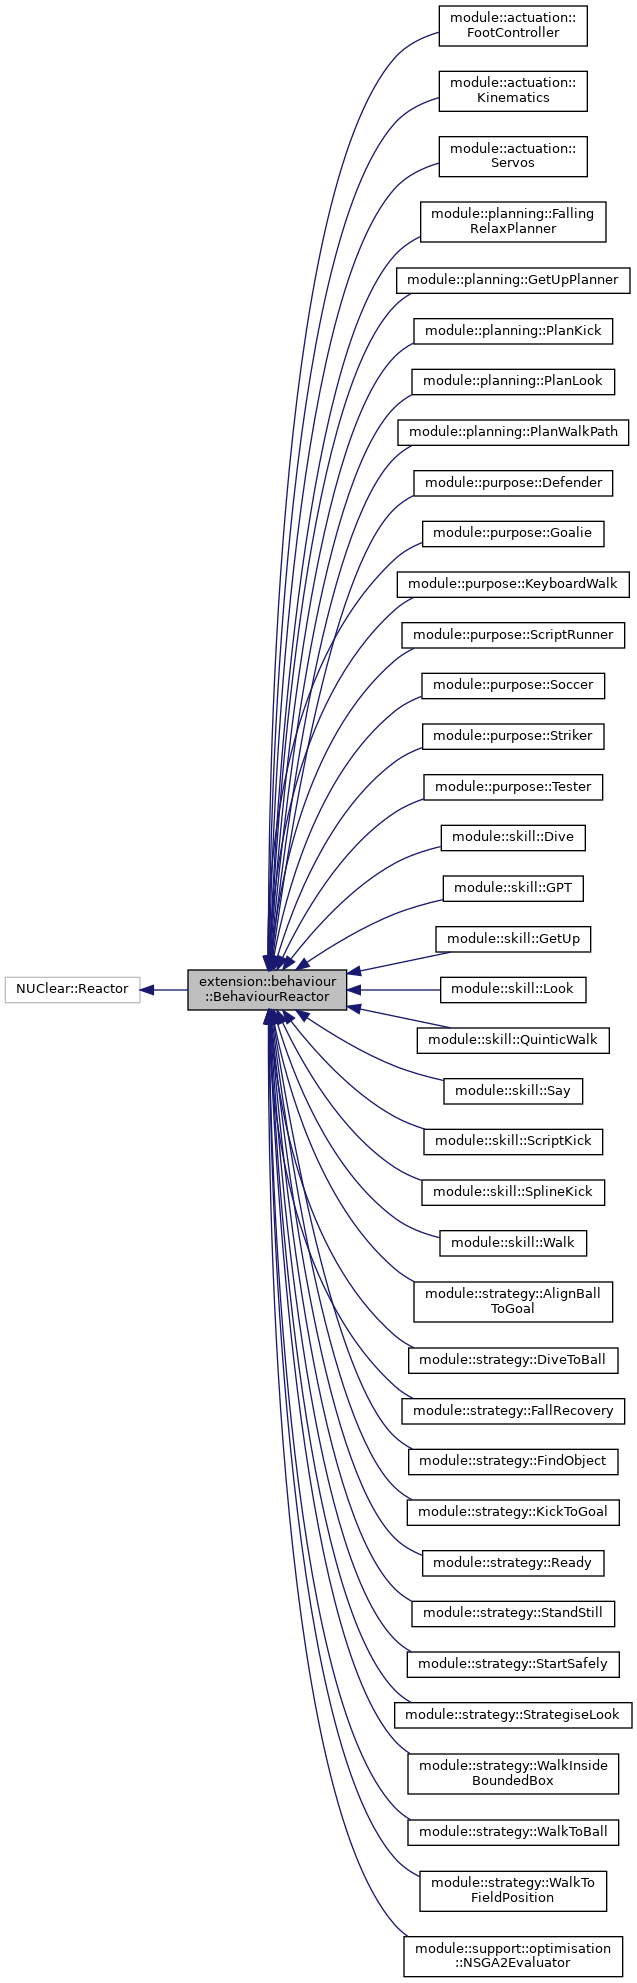 module::actuation::
FootController
module::actuation::
Kinematics
module::actuation::
Servos
module::planning::Falling
RelaxPlanner
module::planning::GetUpPlanner
module::planning::PlanKick
module::planning::PlanLook
module::planning::PlanWalkPath
module::purpose::Defender
module::purpose::Goalie
module::purpose::KeyboardWalk
module::purpose::ScriptRunner
module::purpose::Soccer
module::purpose::Striker
module::purpose::Tester
module::skill::Dive
module::skill::GPT
module::skill::GetUp
NUClear::Reactor
extension::behaviour
::BehaviourReactor
module::skill::Look
module::skill::QuinticWalk
module::skill::Say
module::skill::ScriptKick
module::skill::SplineKick
module::skill::Walk
module::strategy::AlignBall
ToGoal
module::strategy::DiveToBall
module::strategy::FallRecovery
module::strategy::FindObject
module::strategy::KickToGoal
module::strategy::Ready
module::strategy::StandStill
module::strategy::StartSafely
module::strategy::StrategiseLook
module::strategy::WalkInside
BoundedBox
module::strategy::WalkToBall
module::strategy::WalkTo
FieldPosition
module::support::optimisation
::NSGA2Evaluator